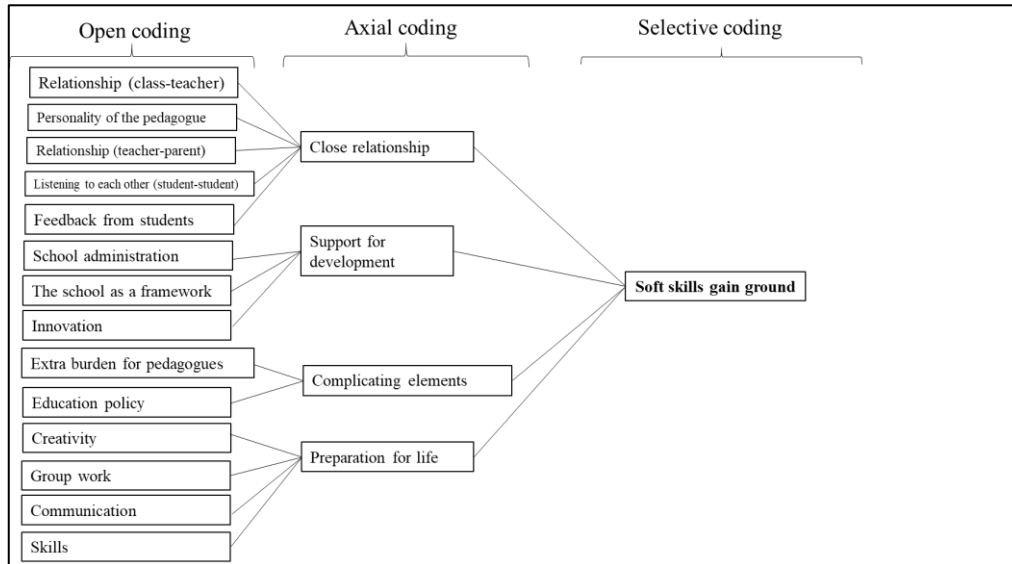 Open coding
Axial coding
Selective coding
Relationship (class-teacher)
Personality of the pedagogue
Relationship (teacher-parent)
Listening to each other (student-student)
Feedback from students
School administration
The school as a framework
Innovation
Extra burden for pedagogues
Education policy
Creativity
Group work
Communication
Skills
Close relationship
Support for
development
Complicating elements
Preparation for life
Soft skills gain ground